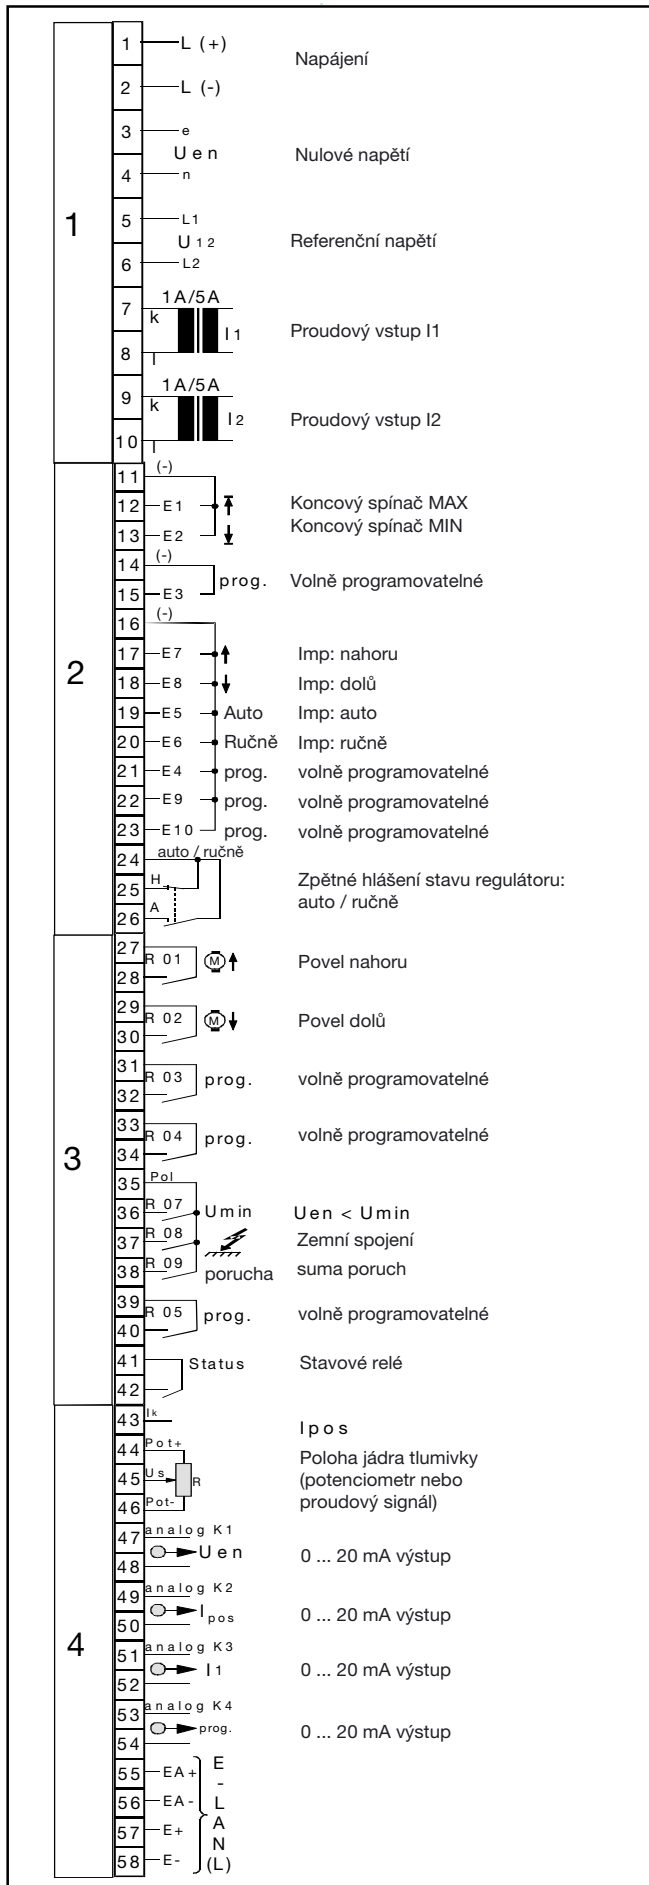 1
1 L (+)
Napájení
2 L (-)
3 e
Uen Nulové napětí
4 n
5 L1
U12 Referenční napětí
6 L2
7 k 1A/5A
I1 Proudový vstup I1
8 l
9 k 1A/5A
I2 Proudový vstup I2
10 l
2
11 (-)
12 E1 Koncový spínač MAX
13 E2 Koncový spínač MIN
14 (-)
prog. Volně programovatelné
15 E3
16 (-)
17 E7 Imp: nahoru
18 E8 Imp: dolů
19 E5 Auto Imp: auto
20 E6 Ručně Imp: ručně
21 E4 prog. volně programovatelné
22 E9 prog. volně programovatelné
23 E10 prog. volně programovatelné
24 auto / ručně
25 H Zpětné hlášení stavu regulátoru:
auto / ručně
26 A
3
27
R 01 M Povel nahoru
28
29
R 02 M Povel dolů
30
31
R 03 prog. volně programovatelné
32
33
R 04 prog. volně programovatelné
34
35 Pol
36 R 07 Umin Uen < Umin
37 R 08 Zemní spojení
38 R 09 porucha suma poruch
39
R 05 prog. volně programovatelné
40
41
Status Stavové relé
42
4
43 Ik
Ipos
44 Pot+
Poloha jádra tlumivky
45 Us R (potenciometr nebo
46 Pot- proudový signál)
47 analog K1
Uen 0 ... 20 mA výstup
48
49 analog K2
Ipos 0 ... 20 mA výstup
50
51 analog K3
I1 0 ... 20 mA výstup
52
53 analog K4
prog. 0 ... 20 mA výstup
54
55 EA+
56 EA-
57 E+
58 E-
E-LAN(L)